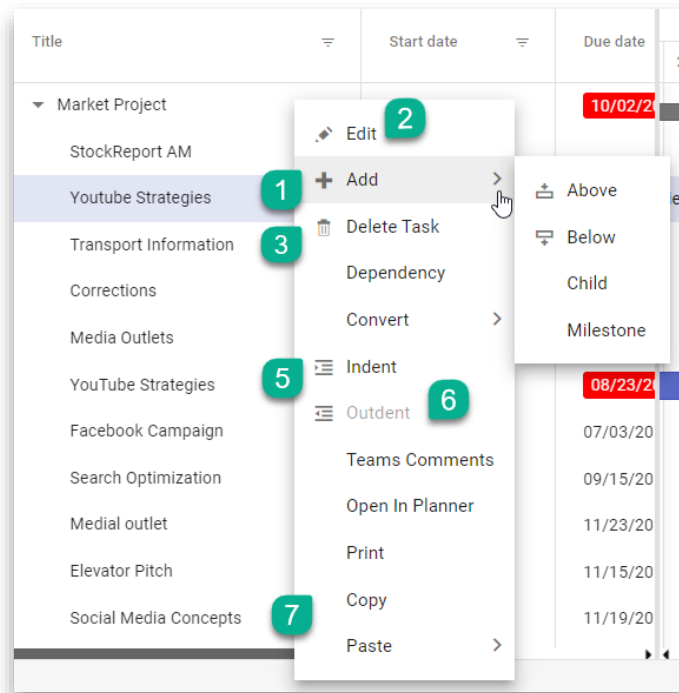 Title Start date Due date
Market Project 10/02/20
2 Edit
StockReport AM
1 Add Above
Youtube Strategies
3 Delete Task Below
Transport Information
Dependency Child
Corrections
Convert Milestone
Media Outlets
5 Indent
YouTube Strategies 08/23/20
6 Outdent
Facebook Campaign 07/03/20
Teams Comments
Search Optimization 09/15/20
Open In Planner
Medial outlet 11/23/20
Print
Elevator Pitch 11/15/20
7 Copy
Social Media Concepts 11/19/20
Paste